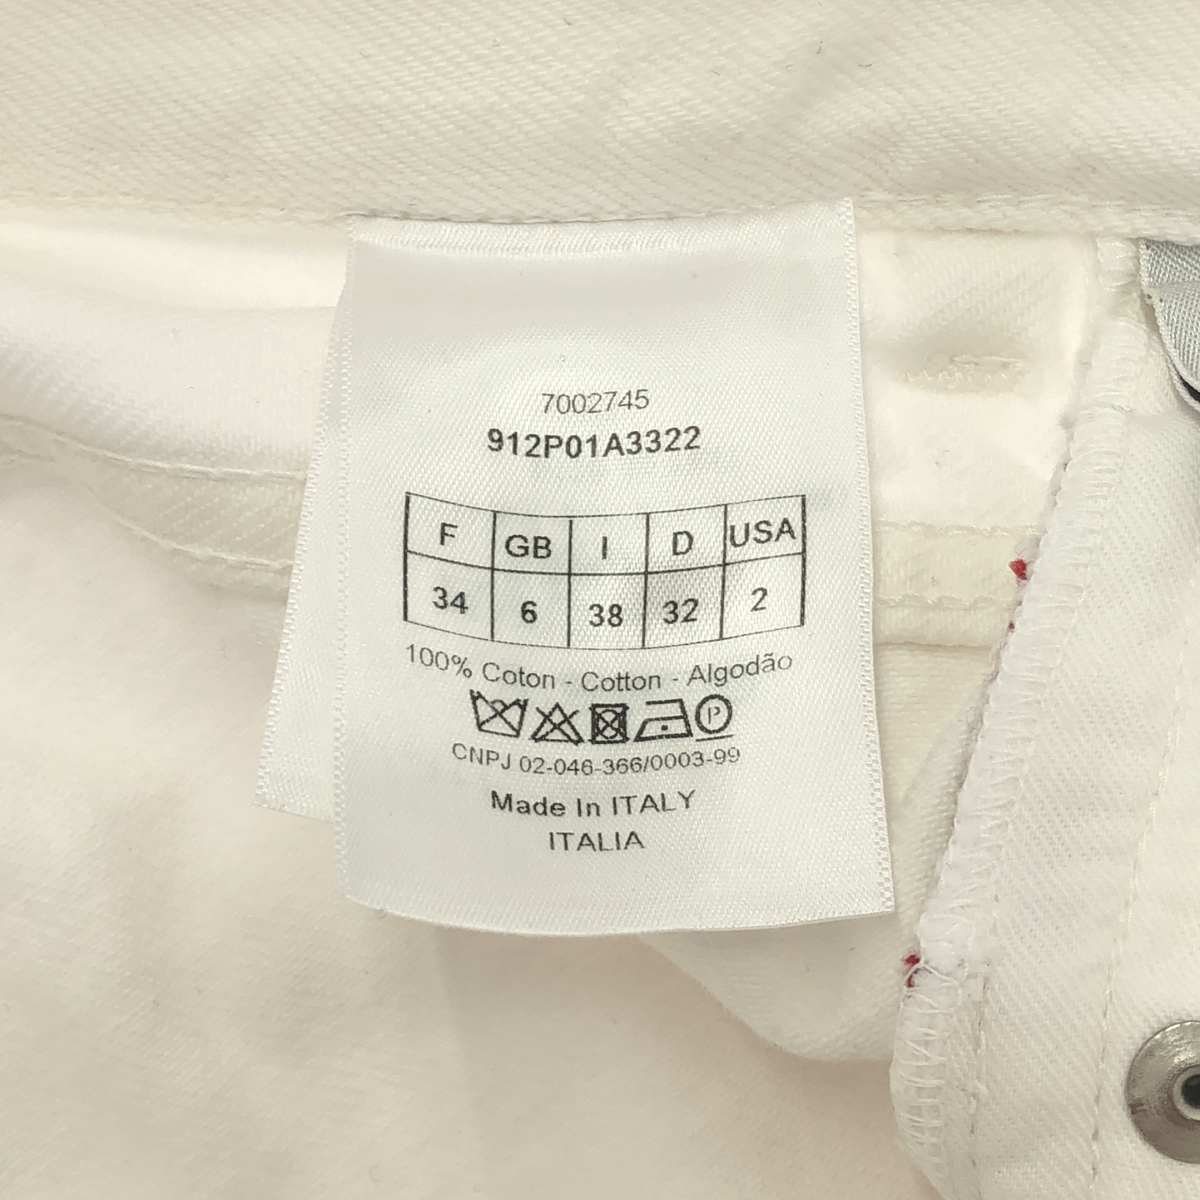 7002745
912P01A3322
F GB I D USA
34 6 38 32 2
100% Coton - Cotton - Algodão
P
CNPJ 02-046-366/0003-99
Made In ITALY
ITALIA